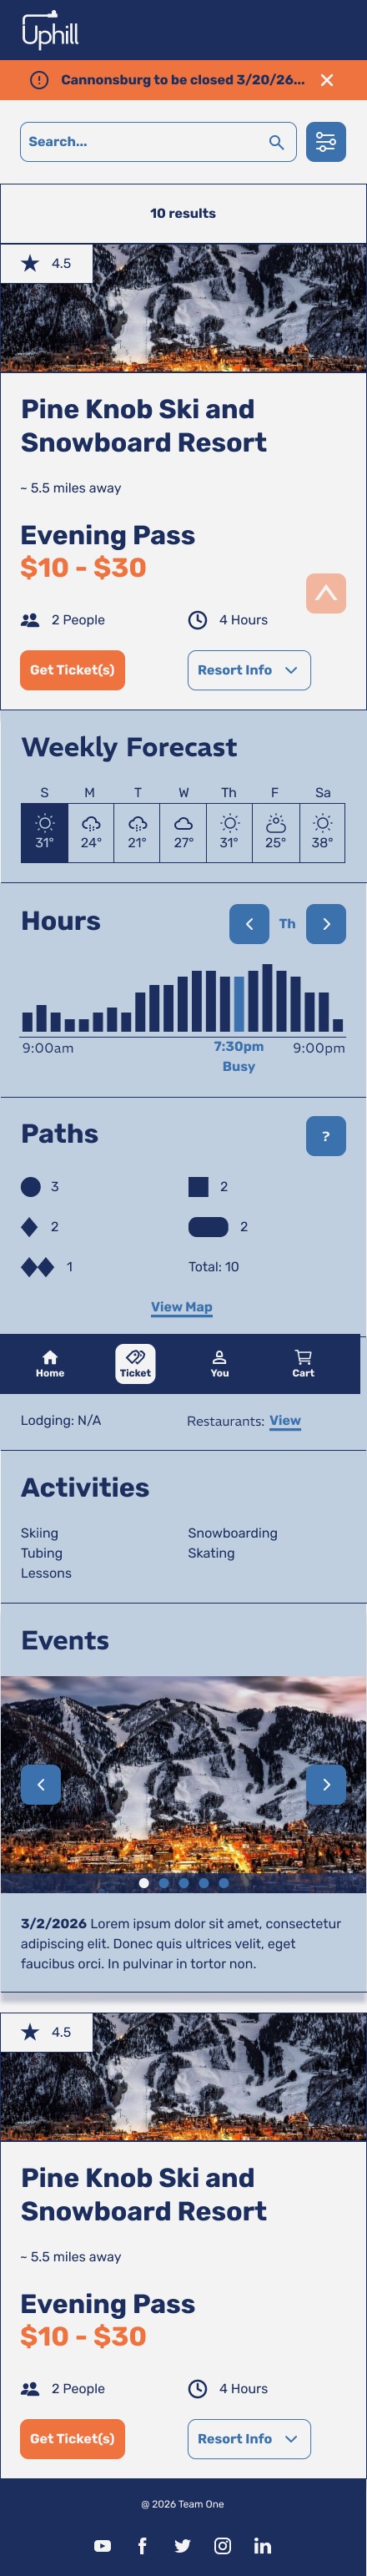 Uphill
Cannonsburg to be closed 3/20/26...
Search...
10 results
4.5
Pine Knob Ski and
Snowboard Resort
~ 5.5 miles away
Evening Pass
$10 - $30
2 People
4 Hours
Get Ticket(s)
Resort Info
Weekly Forecast
S M T W Th F Sa
31° 24° 21° 27° 31° 25° 38°
Hours
Th
9:00am
7:30pm
9:00pm
Busy
Paths
?
3
2
2
2
1
Total: 10
View Map
Home
Ticket
You
Cart
Lodging: N/A
Restaurants: View
Activities
Skiing
Snowboarding
Tubing
Skating
Lessons
Events
3/2/2026 Lorem ipsum dolor sit amet, consectetur
adipiscing elit. Donec quis ultrices velit, eget
faucibus orci. In pulvinar in tortor non.
4.5
Pine Knob Ski and
Snowboard Resort
~ 5.5 miles away
Evening Pass
$10 - $30
2 People
4 Hours
Get Ticket(s)
Resort Info
@ 2026 Team One